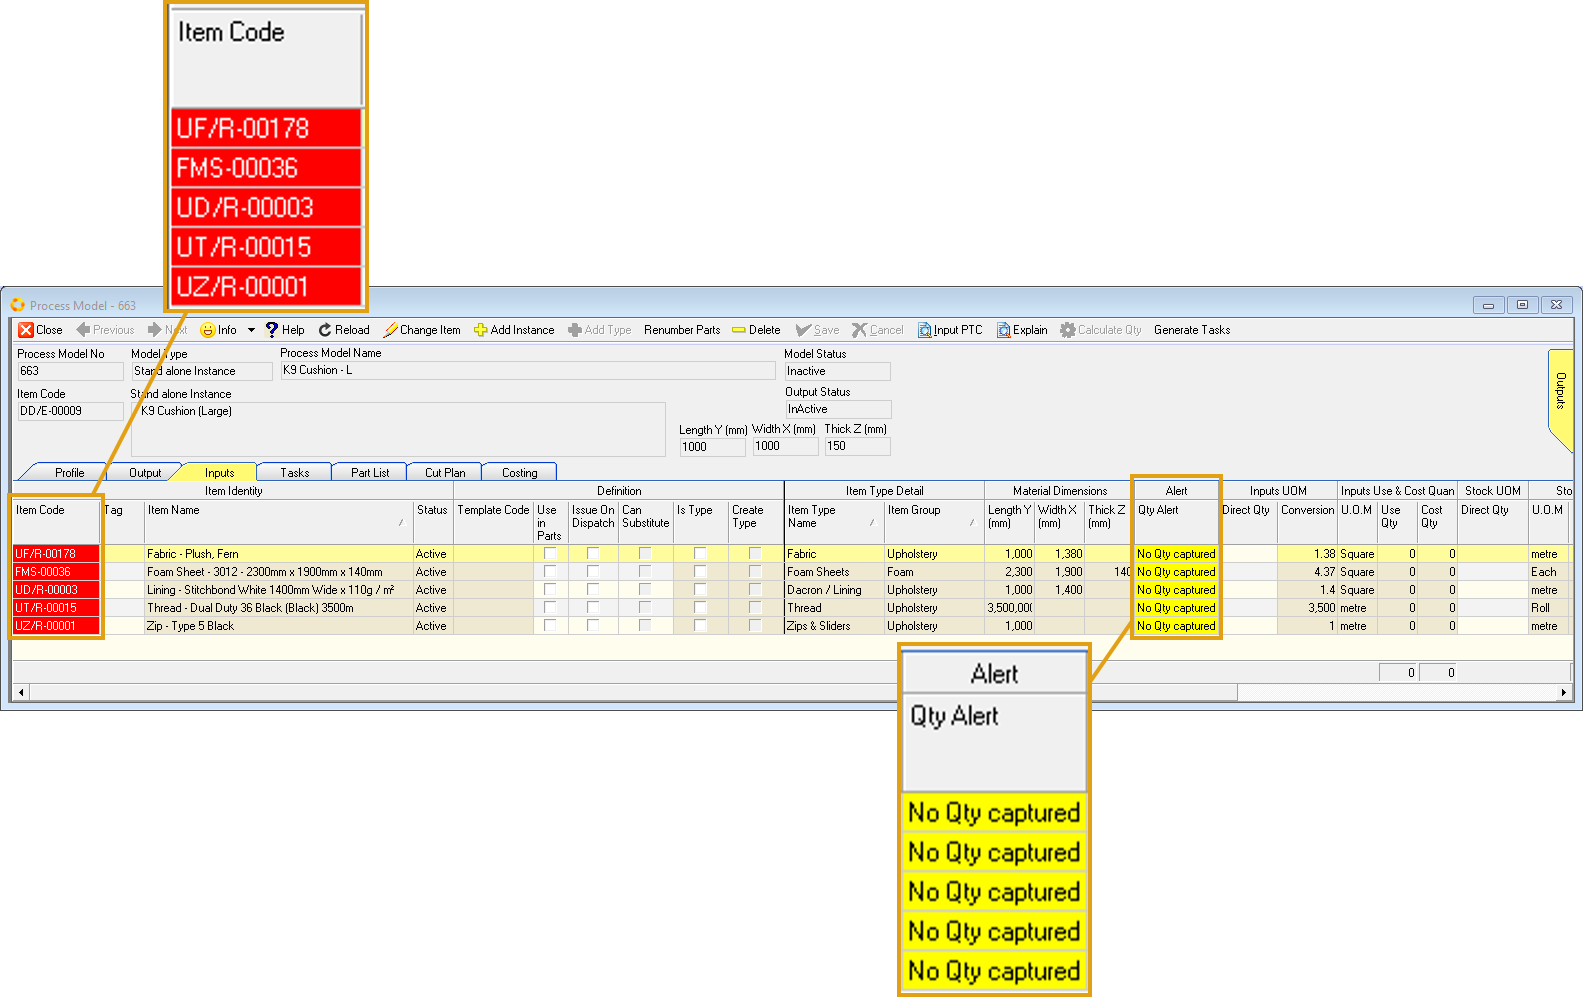 Item Code
UF/R-00178
FMS-00036
UD/R-00003
UT/R-00015
UZ/R-00001
Process Model - 663
Close Previous Next Info Help Reload Change Item Add Instance Add Type Renumber Parts Delete Save Cancel Input PTC Explain Calculate Qty Generate Tasks
Process Model No Model Type Process Model Name Model Status
663 Stand alone Instance K9 Cushion - L Inactive
Item Code Stand alone Instance Output Status
DD/E-00009 K9 Cushion (Large) InActive
Length Y (mm) Width X (mm) Thick Z (mm)
1000 1000 150
Outputs
Profile Output Inputs Tasks Part List Cut Plan Costing
Item Identity Definition Item Type Detail Material Dimensions Alert Inputs UOM Inputs Use & Cost Quan Stock UOM Sto
Item Code Tag Item Name Status Template Code Use in Parts Issue On Dispatch Can Substitute Is Type Create Type Item Type Name Item Group Length Y (mm) Width X (mm) Thick Z (mm) Qty Alert Direct Qty Conversion U.O.M Use Qty Cost Qty Direct Qty U.O.M
UF/R-00178 Fabric - Plush, Fern Active Fabric Upholstery 1,000 1,380 No Qty captured 1.38 Square 0 0 metre
FMS-00036 Foam Sheet - 3012 - 2300mm x 1900mm x 140mm Active Foam Sheets Foam 2,300 1,900 140 No Qty captured 4.37 Square 0 0 Each
UD/R-00003 Lining - Stitchbond White 1400mm Wide x 110g / m² Active Dacron / Lining Upholstery 1,000 1,400 No Qty captured 1.4 Square 0 0 metre
UT/R-00015 Thread - Dual Duty 36 Black (Black) 3500m Active Thread Upholstery 3,500,00( No Qty captured 3,500 metre 0 0 Roll
UZ/R-00001 Zip - Type 5 Black Active Zips & Sliders Upholstery 1,000 No Qty captured 1 metre 0 0 metre
0 0
Alert
Qty Alert
No Qty captured
No Qty captured
No Qty captured
No Qty captured
No Qty captured